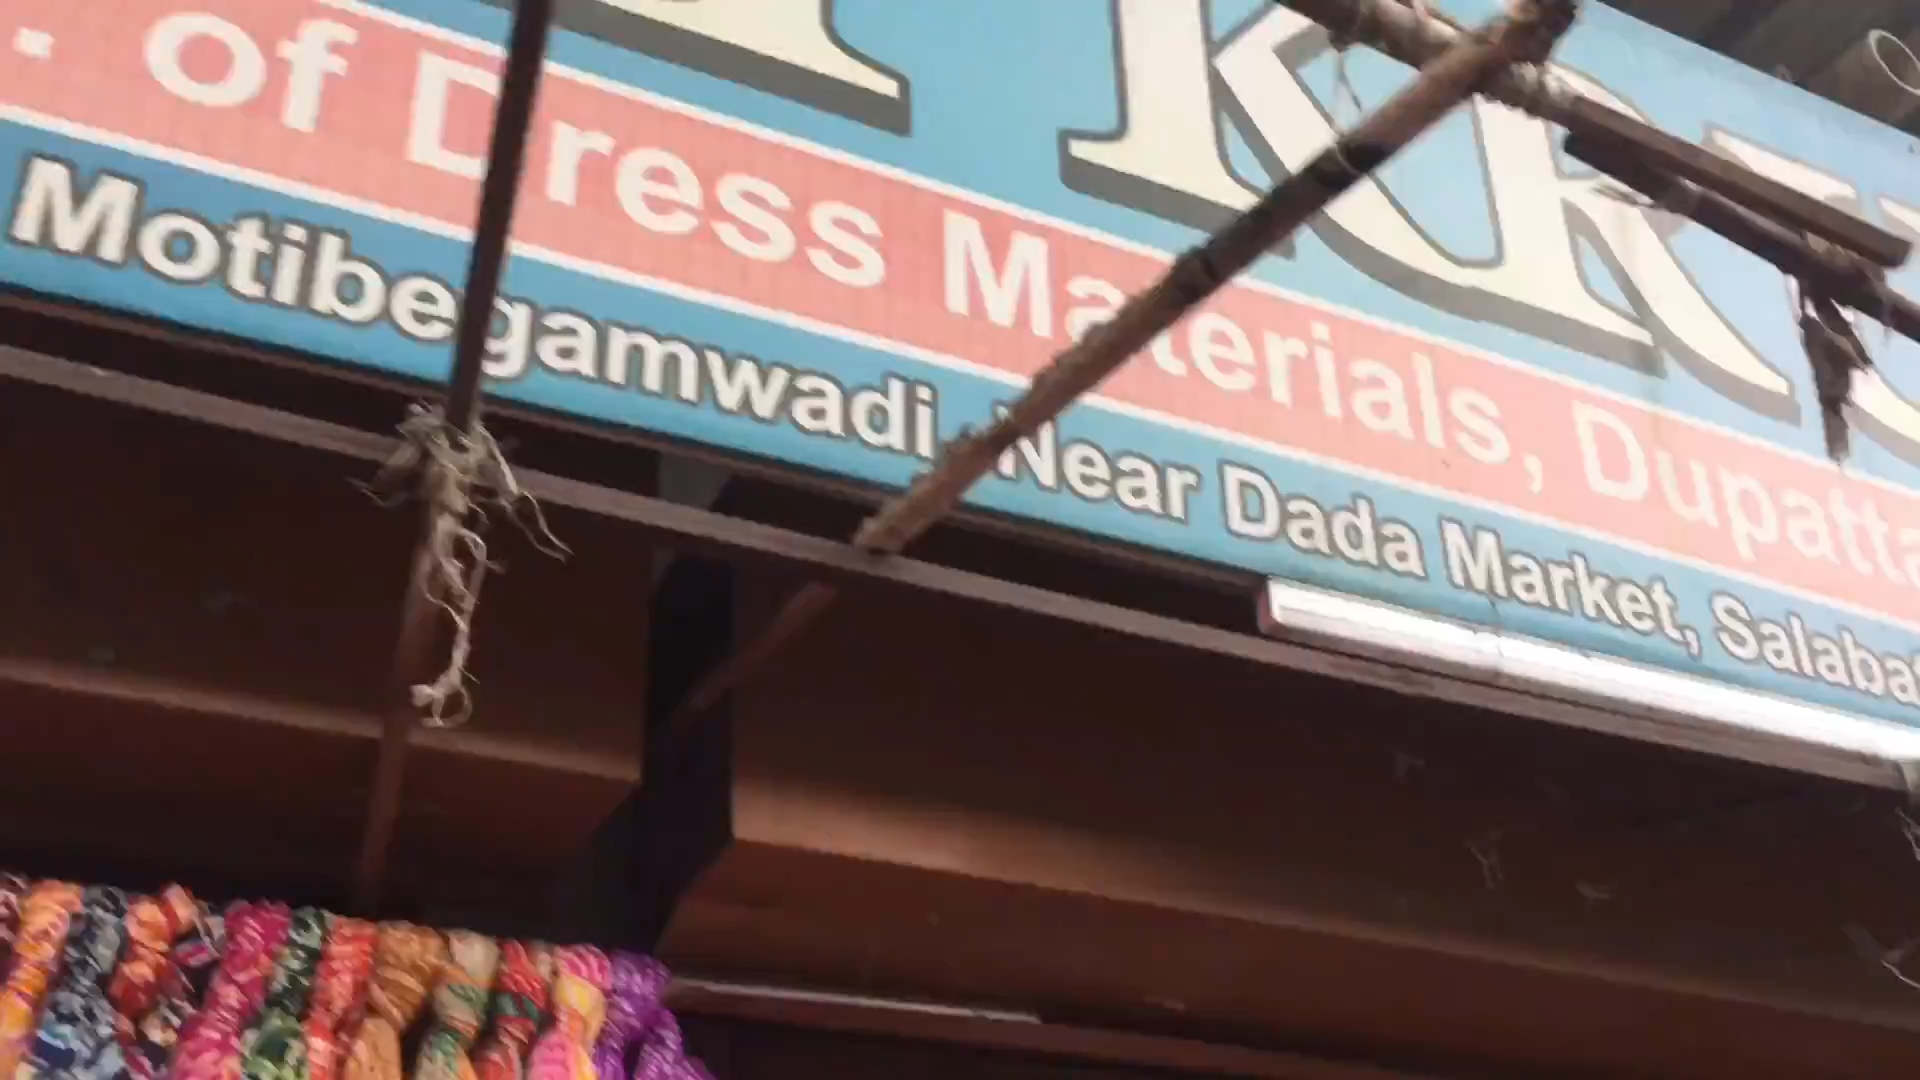 of Dress Materials, Dupatta
Motibegamwadi, Near Dada Market, Salabat